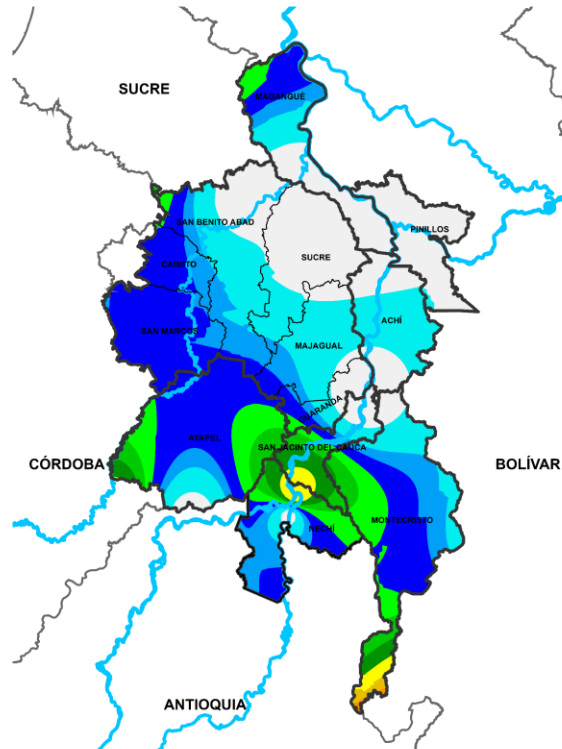 SUCRE
MAGANGUÉ
SAN BENITO ABAD
PINILLOS
SUCRE
CAIMITO
SAN MARCOS
ACHÍ
MAJAGUAL
GUARANDA
AYAPEL
SAN JACINTO DEL CAUCA
CÓRDOBA
BOLÍVAR
MONTECRISTO
NECHÍ
ANTIOQUIA